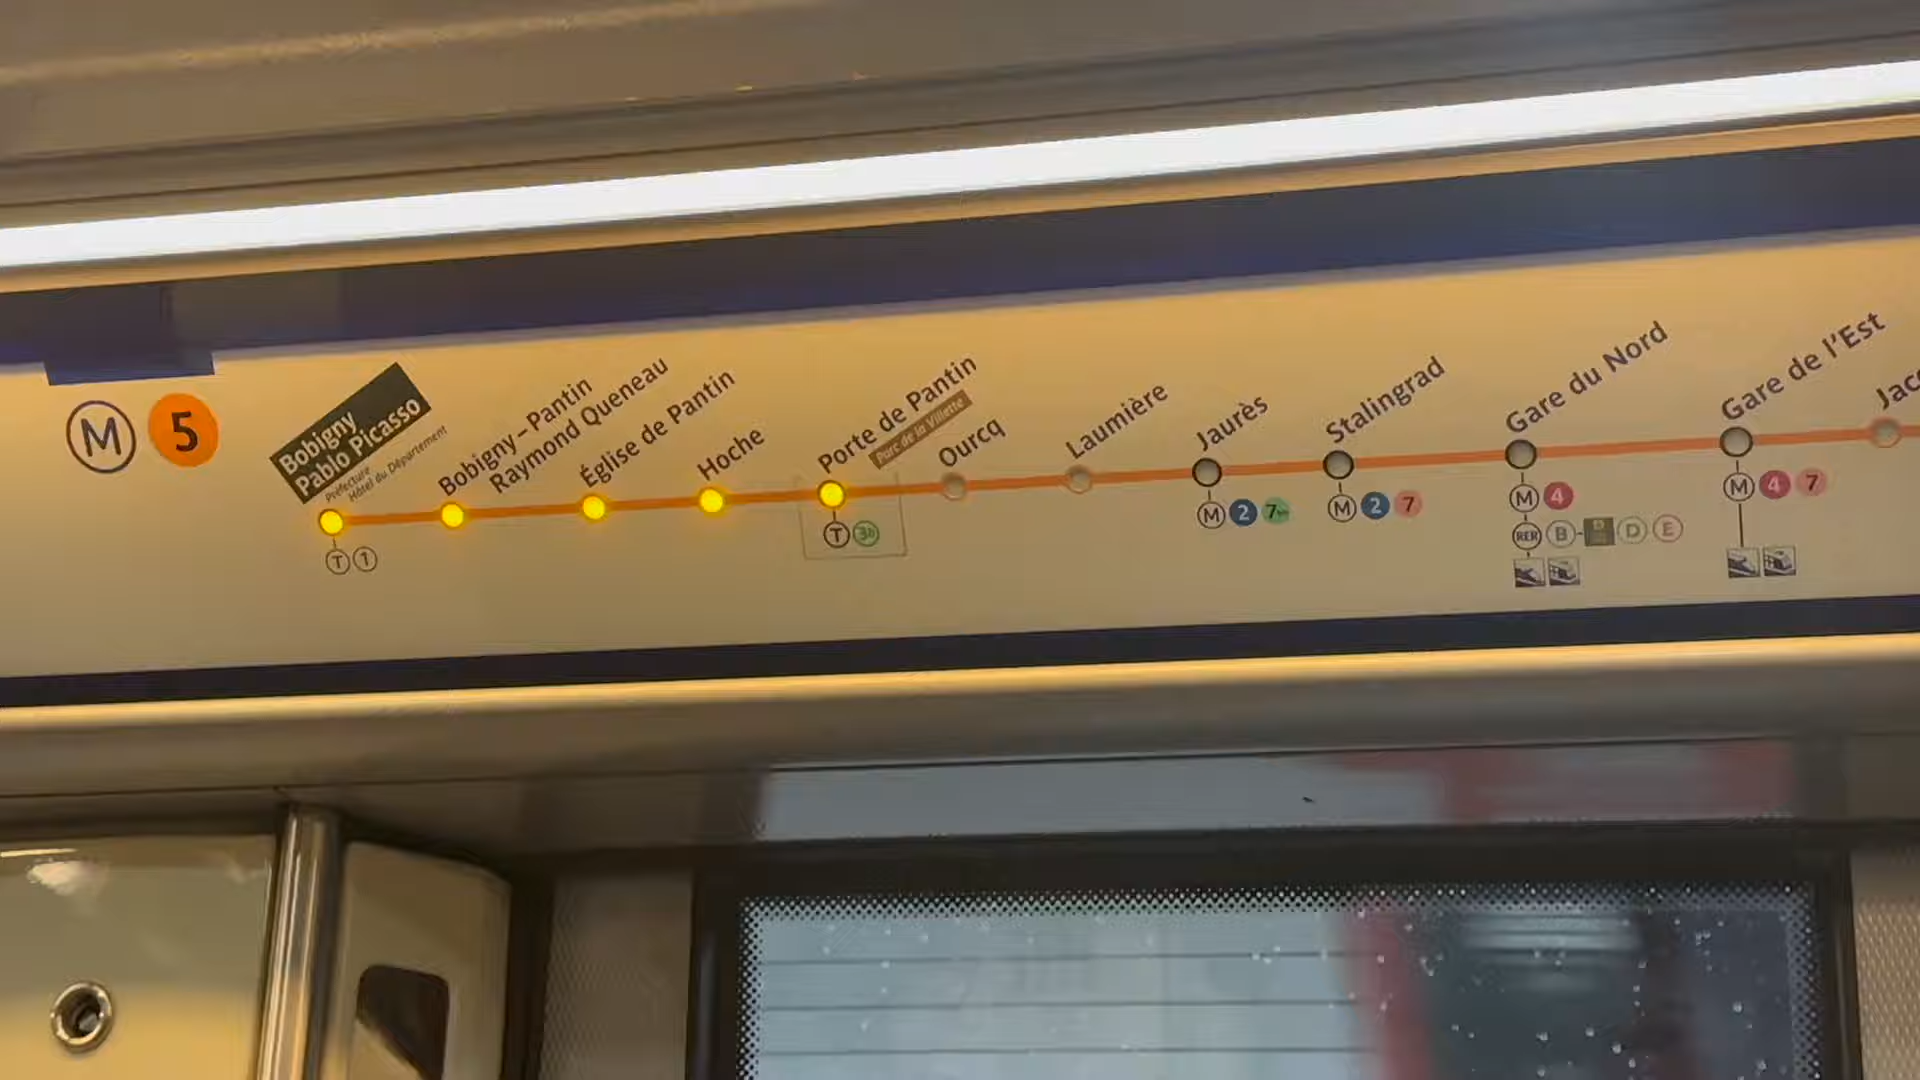 M 5
Bobigny
Pablo Picasso
Préfecture
Hôtel du Département
T 1
Bobigny – Pantin
Raymond Queneau
Église de Pantin
Hoche
Porte de Pantin
Parc de la Villette
T 3b
Ourcq
Laumière
Jaurès
M 2 7bis
Stalingrad
M 2 7
Gare du Nord
M 4
RER B D E
Gare de l’Est
M 4 7
Jacq